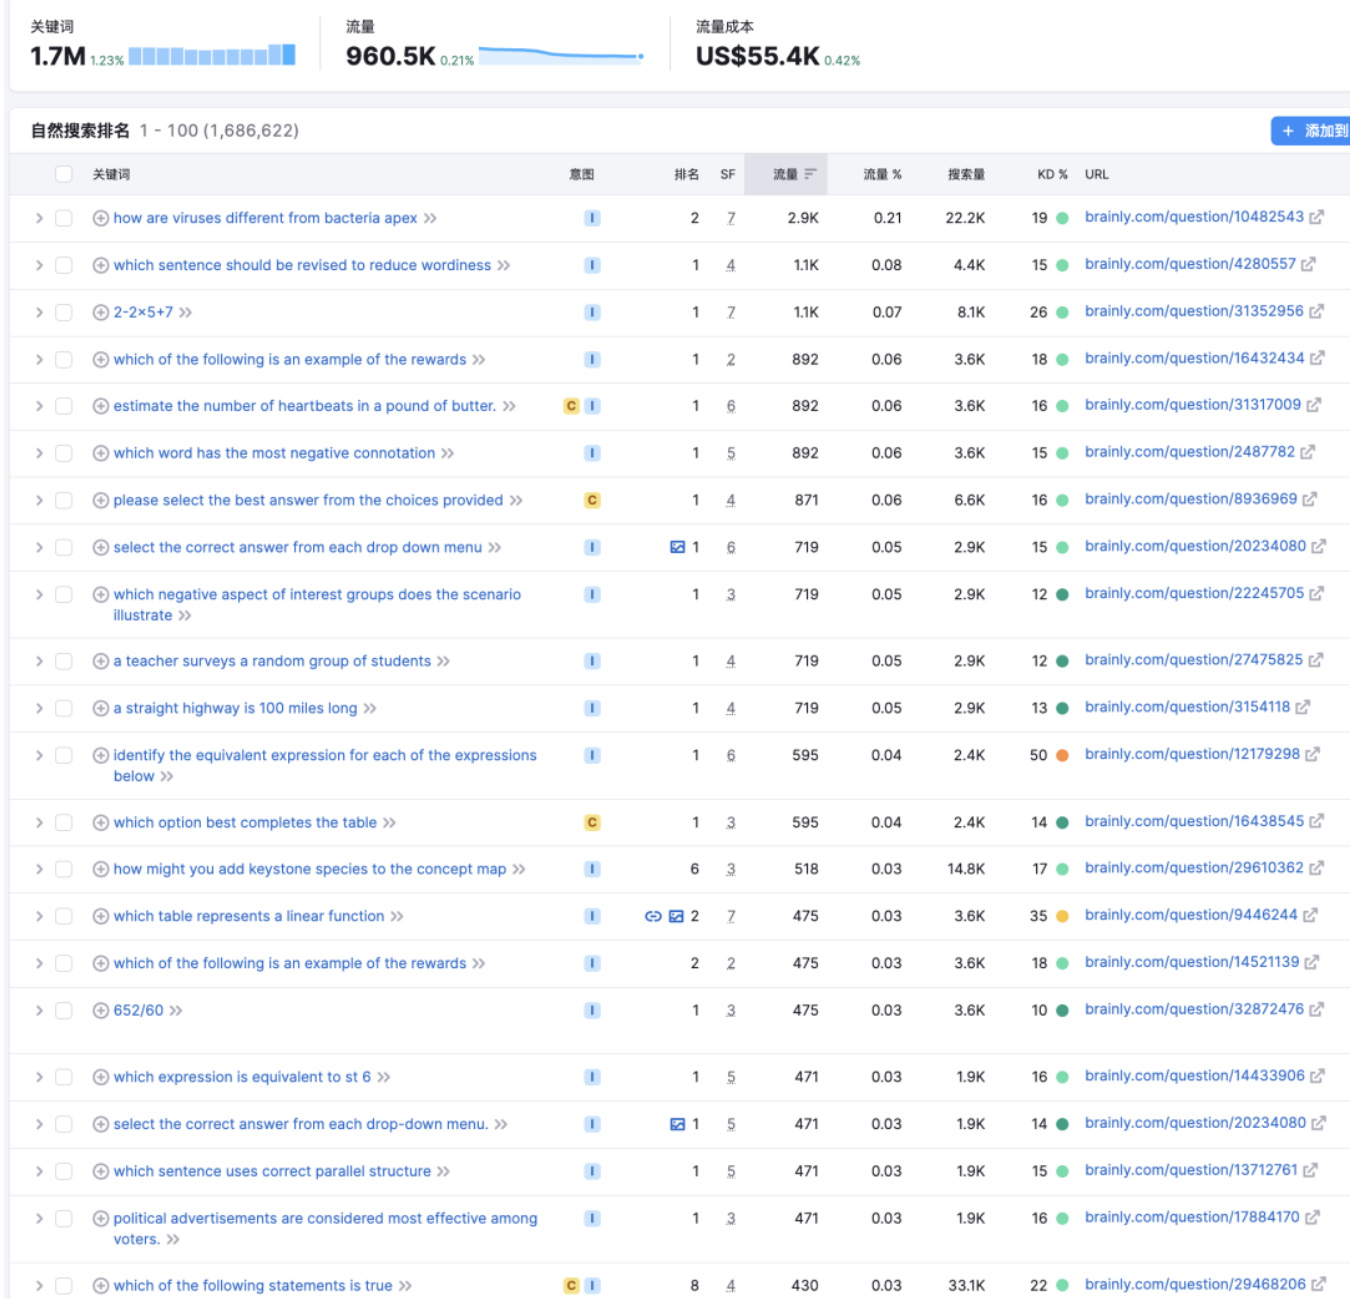 关键词 流量 流量成本
1.7M 1.23% 960.5K 0.21% US$55.4K 0.42%
自然搜索排名 1 - 100 (1,686,622) + 添加到
关键词 意图 排名 SF 流量 流量 % 搜索量 KD % URL
how are viruses different from bacteria apex I 2 7 2.9K 0.21 22.2K 19 brainly.com/question/10482543
which sentence should be revised to reduce wordiness I 1 4 1.1K 0.08 4.4K 15 brainly.com/question/4280557
2-2×5+7 I 1 7 1.1K 0.07 8.1K 26 brainly.com/question/31352956
which of the following is an example of the rewards I 1 2 892 0.06 3.6K 18 brainly.com/question/16432434
estimate the number of heartbeats in a pound of butter. C I 1 6 892 0.06 3.6K 16 brainly.com/question/31317009
which word has the most negative connotation I 1 5 892 0.06 3.6K 15 brainly.com/question/2487782
please select the best answer from the choices provided C 1 4 871 0.06 6.6K 16 brainly.com/question/8936969
select the correct answer from each drop down menu I 1 6 719 0.05 2.9K 15 brainly.com/question/20234080
which negative aspect of interest groups does the scenario I 1 3 719 0.05 2.9K 12 brainly.com/question/22245705
illustrate
a teacher surveys a random group of students I 1 4 719 0.05 2.9K 12 brainly.com/question/27475825
a straight highway is 100 miles long I 1 4 719 0.05 2.9K 13 brainly.com/question/3154118
identify the equivalent expression for each of the expressions I 1 6 595 0.04 2.4K 50 brainly.com/question/12179298
below
which option best completes the table C 1 3 595 0.04 2.4K 14 brainly.com/question/16438545
how might you add keystone species to the concept map I 6 3 518 0.03 14.8K 17 brainly.com/question/29610362
which table represents a linear function I 2 7 475 0.03 3.6K 35 brainly.com/question/9446244
which of the following is an example of the rewards I 2 2 475 0.03 3.6K 18 brainly.com/question/14521139
652/60 I 1 3 475 0.03 3.6K 10 brainly.com/question/32872476
which expression is equivalent to st 6 I 1 5 471 0.03 1.9K 16 brainly.com/question/14433906
select the correct answer from each drop-down menu. I 1 5 471 0.03 1.9K 14 brainly.com/question/20234080
which sentence uses correct parallel structure I 1 5 471 0.03 1.9K 15 brainly.com/question/13712761
political advertisements are considered most effective among I 1 3 471 0.03 1.9K 16 brainly.com/question/17884170
voters.
which of the following statements is true C I 8 4 430 0.03 33.1K 22 brainly.com/question/29468206